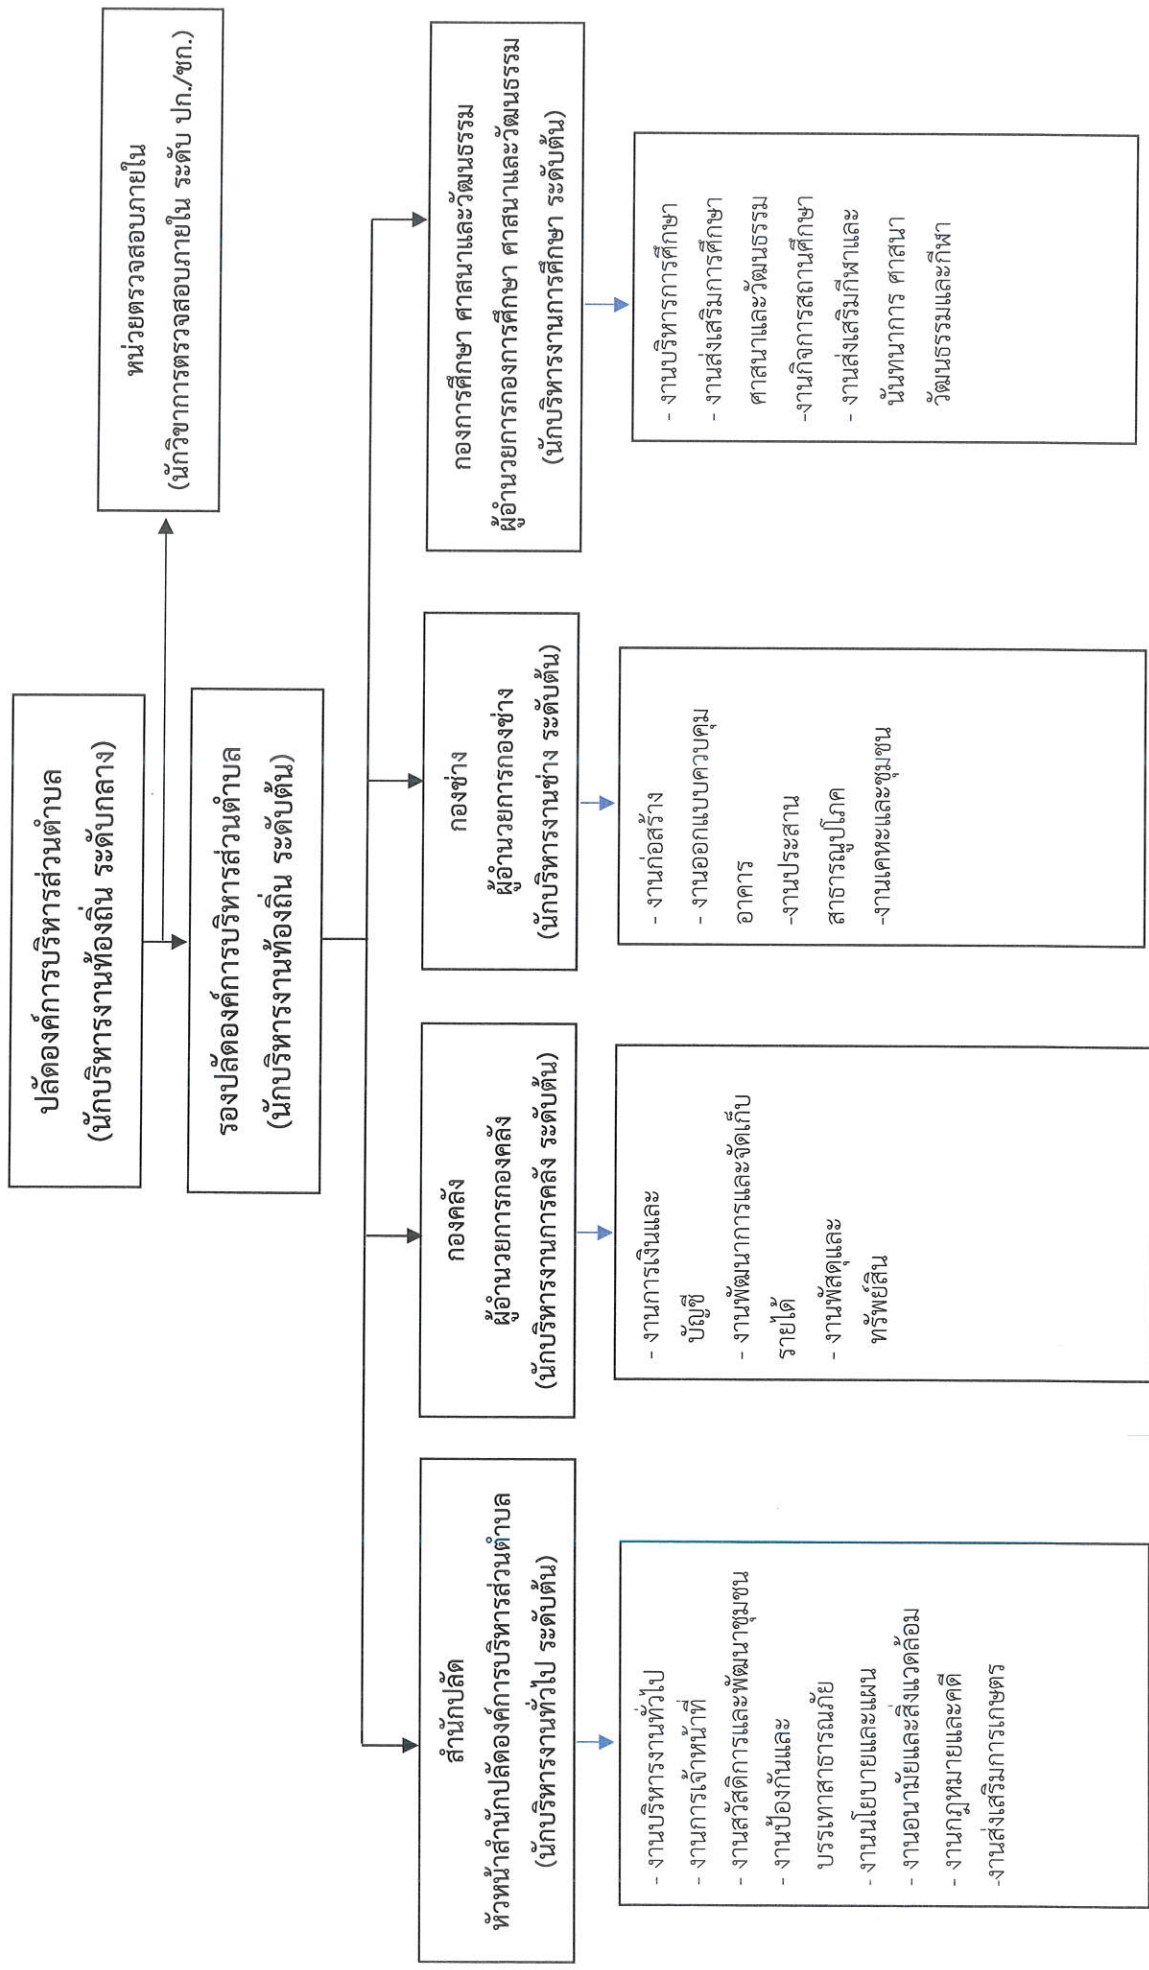 ปลัดองค์การบริหารส่วนตำบล
(นักบริหารงานท้องถิ่น ระดับกลาง)
หน่วยตรวจสอบภายใน
(นักวิชาการตรวจสอบภายใน ระดับ ปก./ชก.)
รองปลัดองค์การบริหารส่วนตำบล
(นักบริหารงานท้องถิ่น ระดับต้น)
สำนักปลัด
หัวหน้าสำนักปลัดองค์การบริหารส่วนตำบล
(นักบริหารงานทั่วไป ระดับต้น)
กองคลัง
ผู้อำนวยการกองคลัง
(นักบริหารงานการคลัง ระดับต้น)
กองช่าง
ผู้อำนวยการกองช่าง
(นักบริหารงานช่าง ระดับต้น)
กองการศึกษา ศาสนาและวัฒนธรรม
ผู้อำนวยการกองการศึกษา ศาสนาและวัฒนธรรม
(นักบริหารงานการศึกษา ระดับต้น)
- งานบริหารงานทั่วไป
- งานการเจ้าหน้าที่
- งานสวัสดิการและพัฒนาชุมชน
- งานป้องกันและ
บรรเทาสาธารณภัย
- งานนโยบายและแผน
- งานอนามัยและสิ่งแวดล้อม
- งานกฎหมายและคดี
-งานส่งเสริมการเกษตร
- งานการเงินและ
บัญชี
- งานพัฒนาการและจัดเก็บ
รายได้
- งานพัสดุและ
ทรัพย์สิน
- งานก่อสร้าง
- งานออกแบบควบคุม
อาคาร
-งานประสาน
สาธารณูปโภค
-งานเคหะและชุมชน
- งานบริหารการศึกษา
- งานส่งเสริมการศึกษา
ศาสนาและวัฒนธรรม
-งานกิจการสถานศึกษา
- งานส่งเสริมกีฬาและ
นันทนาการ ศาสนา
วัฒนธรรมและกีฬา